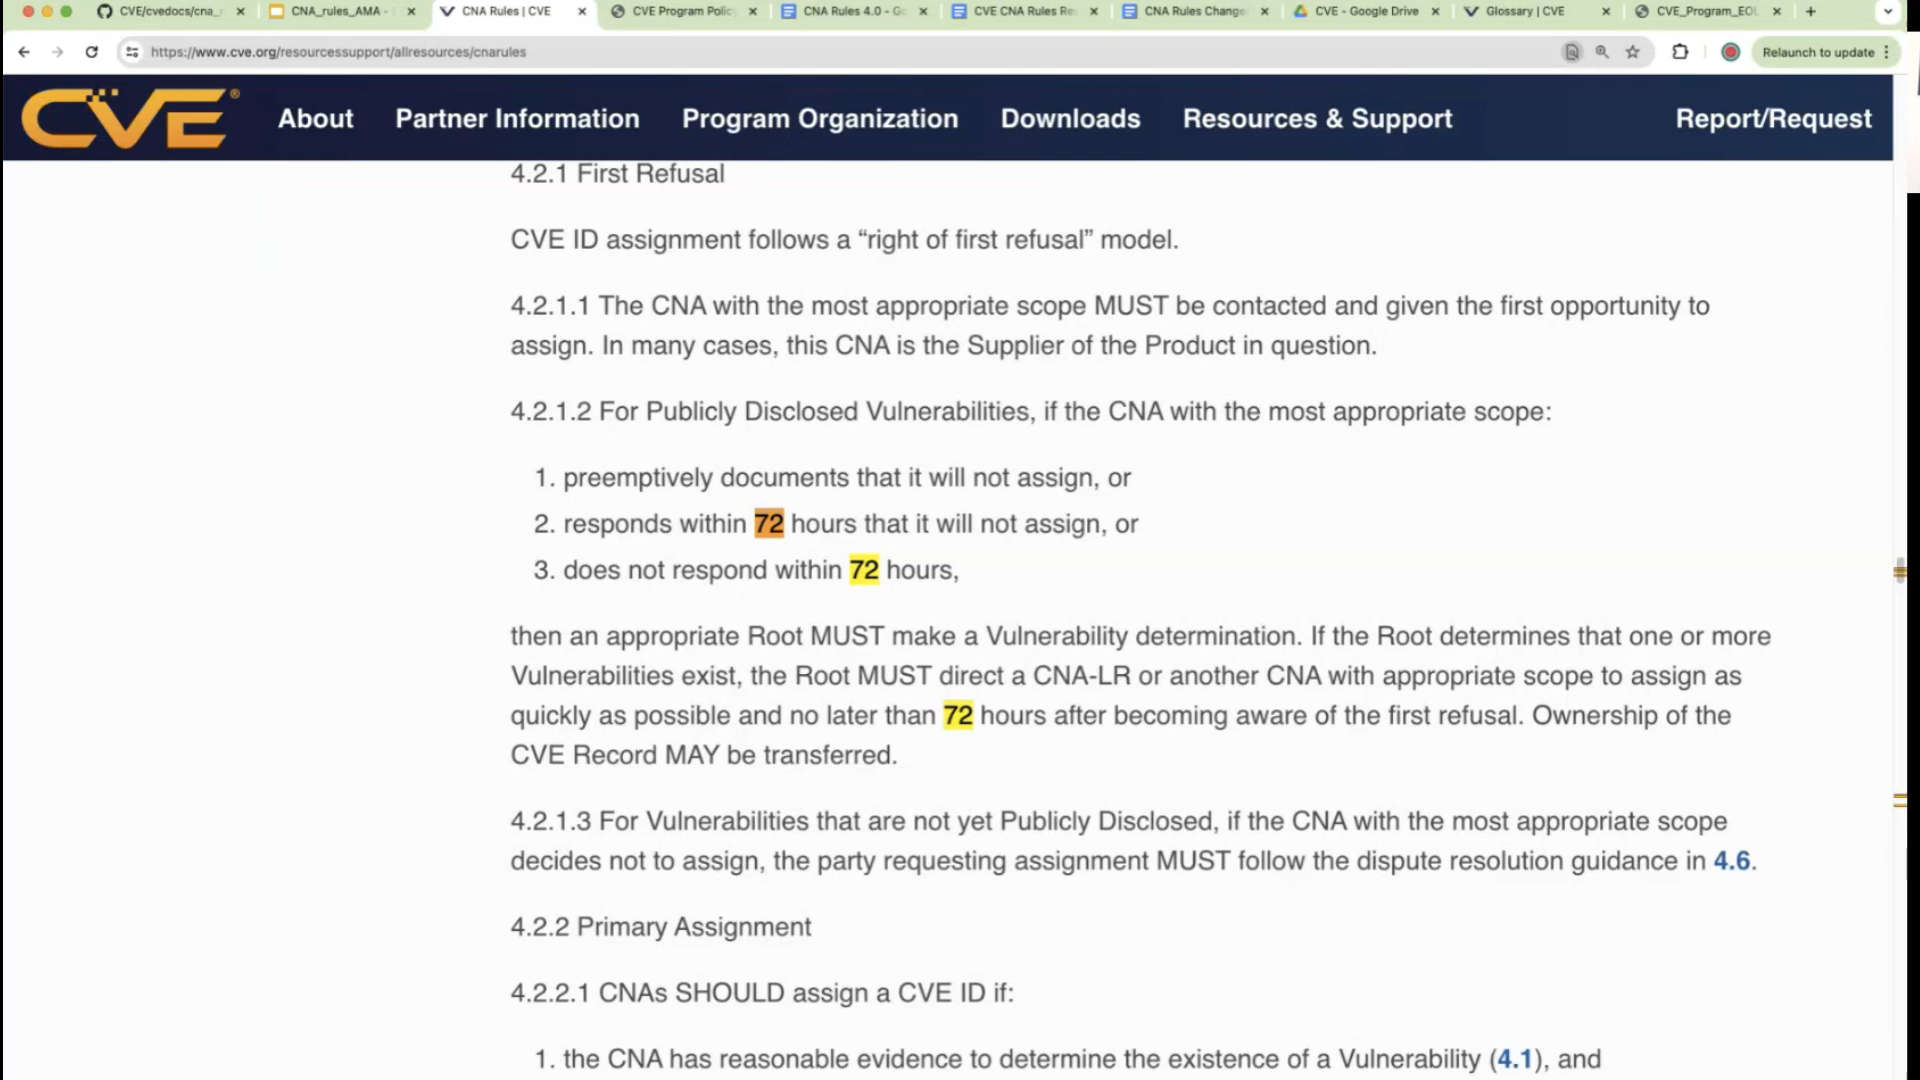 CVE/cvedocs/cna_
CNA_rules_AMA -
CNA Rules | CVE
CVE Program Polic
CNA Rules 4.0 - Go
CVE CNA Rules Re
CNA Rules Change
CVE - Google Drive
Glossary | CVE
CVE_Program_EOL
https://www.cve.org/resourcessupport/allresources/cnarules
Relaunch to update
CVE®
About
Partner Information
Program Organization
Downloads
Resources & Support
Report/Request
4.2.1 First Refusal
CVE ID assignment follows a “right of first refusal” model.
4.2.1.1 The CNA with the most appropriate scope MUST be contacted and given the first opportunity to
assign. In many cases, this CNA is the Supplier of the Product in question.
4.2.1.2 For Publicly Disclosed Vulnerabilities, if the CNA with the most appropriate scope:
1. preemptively documents that it will not assign, or
2. responds within 72 hours that it will not assign, or
3. does not respond within 72 hours,
then an appropriate Root MUST make a Vulnerability determination. If the Root determines that one or more
Vulnerabilities exist, the Root MUST direct a CNA-LR or another CNA with appropriate scope to assign as
quickly as possible and no later than 72 hours after becoming aware of the first refusal. Ownership of the
CVE Record MAY be transferred.
4.2.1.3 For Vulnerabilities that are not yet Publicly Disclosed, if the CNA with the most appropriate scope
decides not to assign, the party requesting assignment MUST follow the dispute resolution guidance in 4.6.
4.2.2 Primary Assignment
4.2.2.1 CNAs SHOULD assign a CVE ID if:
1. the CNA has reasonable evidence to determine the existence of a Vulnerability (4.1), and